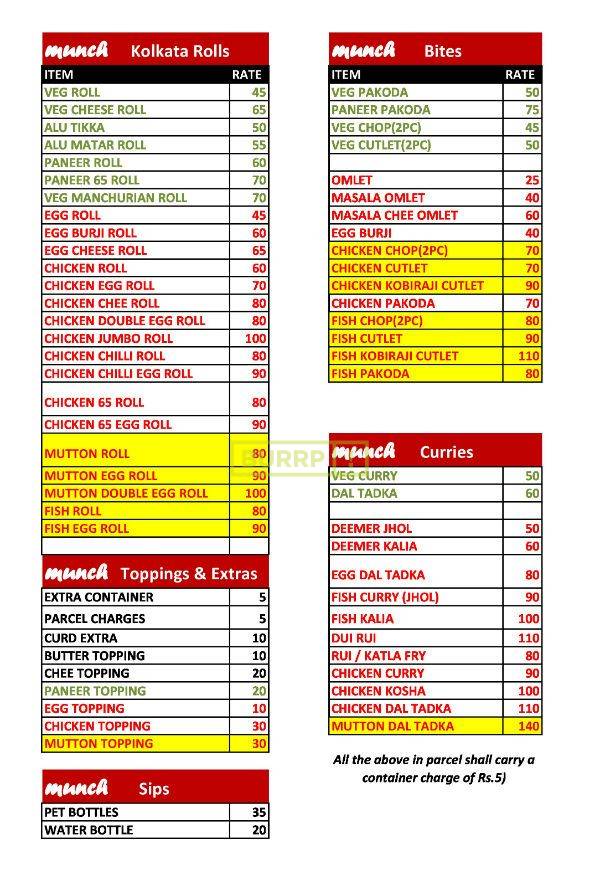 munch Kolkata Rolls
ITEM RATE
VEG ROLL 45
VEG CHEESE ROLL 65
ALU TIKKA 50
ALU MATAR ROLL 55
PANEER ROLL 60
PANEER 65 ROLL 70
VEG MANCHURIAN ROLL 70
EGG ROLL 45
EGG BURJI ROLL 60
EGG CHEESE ROLL 65
CHICKEN ROLL 60
CHICKEN EGG ROLL 70
CHICKEN CHEE ROLL 80
CHICKEN DOUBLE EGG ROLL 80
CHICKEN JUMBO ROLL 100
CHICKEN CHILLI ROLL 80
CHICKEN CHILLI EGG ROLL 90
CHICKEN 65 ROLL 80
CHICKEN 65 EGG ROLL 90
MUTTON ROLL 80
MUTTON EGG ROLL 90
MUTTON DOUBLE EGG ROLL 100
FISH ROLL 80
FISH EGG ROLL 90
munch Toppings & Extras
EXTRA CONTAINER 5
PARCEL CHARGES 5
CURD EXTRA 10
BUTTER TOPPING 10
CHEE TOPPING 20
PANEER TOPPING 20
EGG TOPPING 10
CHICKEN TOPPING 30
MUTTON TOPPING 30
munch Sips
PET BOTTLES 35
WATER BOTTLE 20
munch Bites
ITEM RATE
VEG PAKODA 50
PANEER PAKODA 75
VEG CHOP(2PC) 45
VEG CUTLET(2PC) 50
OMLET 25
MASALA OMLET 40
MASALA CHEE OMLET 60
EGG BURJI 40
CHICKEN CHOP(2PC) 70
CHICKEN CUTLET 70
CHICKEN KOBIRAJI CUTLET 90
CHICKEN PAKODA 70
FISH CHOP(2PC) 80
FISH CUTLET 90
FISH KOBIRAJI CUTLET 110
FISH PAKODA 80
munch Curries
VEG CURRY 50
DAL TADKA 60
DEEMER JHOL 50
DEEMER KALIA 60
EGG DAL TADKA 80
FISH CURRY (JHOL) 90
FISH KALIA 100
DUI RUI 110
RUI / KATLA FRY 80
CHICKEN CURRY 90
CHICKEN KOSHA 100
CHICKEN DAL TADKA 110
MUTTON DAL TADKA 140
All the above in parcel shall carry a
container charge of Rs.5)
BURRP